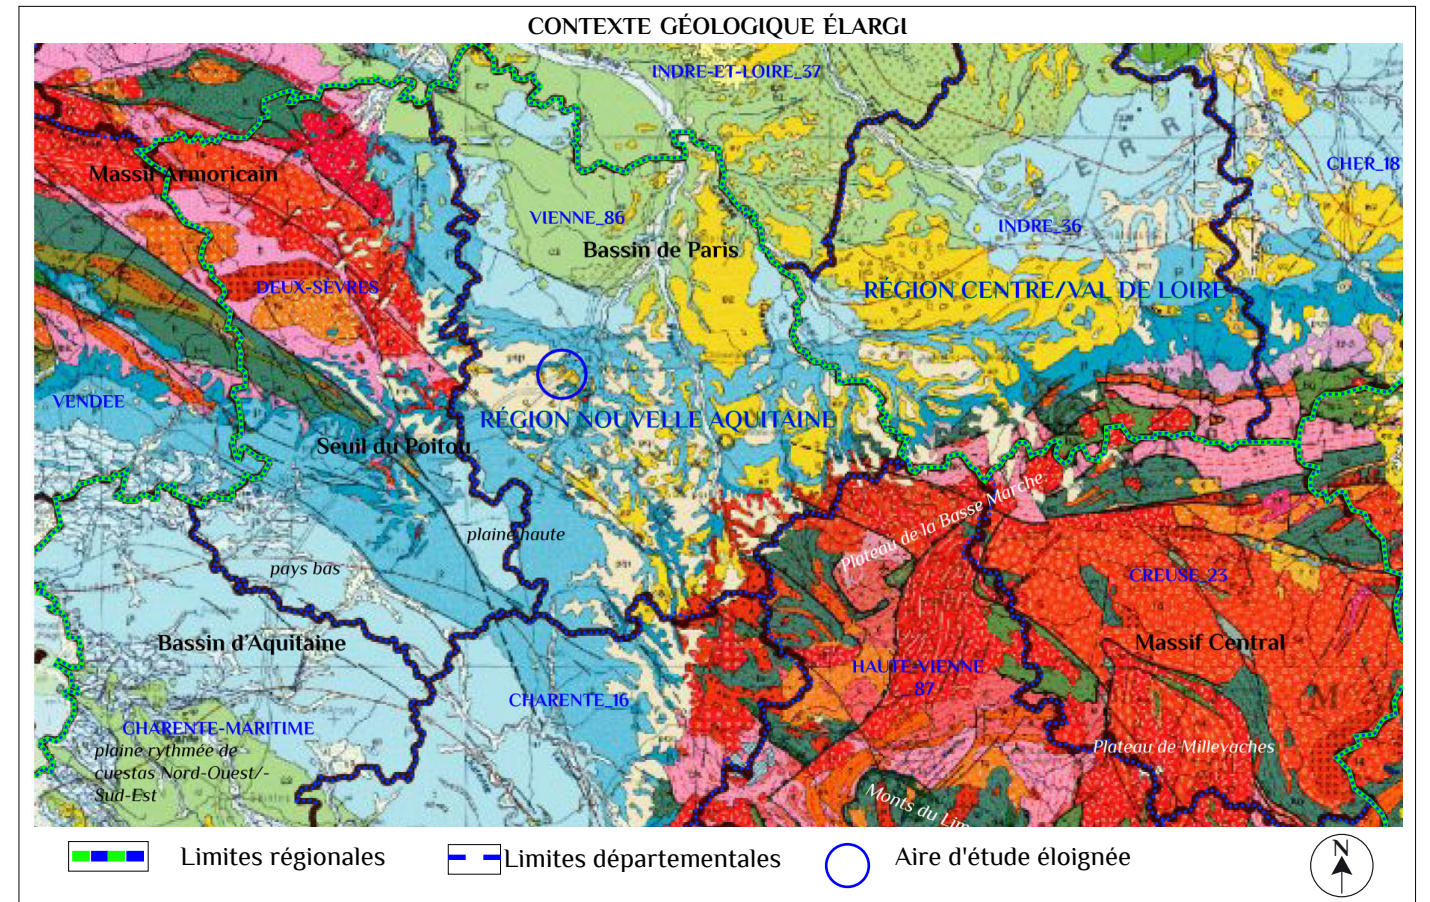 CONTEXTE GÉOLOGIQUE ÉLARGI
INDRE-ET-LOIRE_37
CHER_18
Massif Armoricain
VIENNE_86
INDRE_36
Bassin de Paris
DEUX-SÈVRES
RÉGION CENTRE/VAL DE LOIRE
VENDEE
RÉGION NOUVELLE AQUITAINE
Seuil du Poitou
Plateau de la Basse Marche
plaine haute
pays bas
CREUSE_23
Bassin d'Aquitaine
Massif Central
HAUTE-VIENNE
_87
CHARENTE_16
CHARENTE-MARITIME
plaine rythmée de
cuestas Nord-Ouest/-
Sud-Est
Plateau de Millevaches
Monts du Lim
B E R R
M
Limites régionales
Limites départementales
Aire d'étude éloignée
N